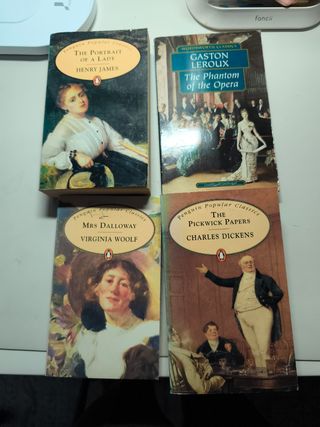 fancii
Penguin Popular Classics
THE PORTRAIT
OF A LADY
HENRY JAMES
WORDSWORTH CLASSICS
GASTON
LEROUX
The Phantom
of the Opera
Penguin Popular Classics
MRS DALLOWAY
VIRGINIA WOOLF
Penguin Popular Classics
THE
PICKWICK PAPERS
CHARLES DICKENS